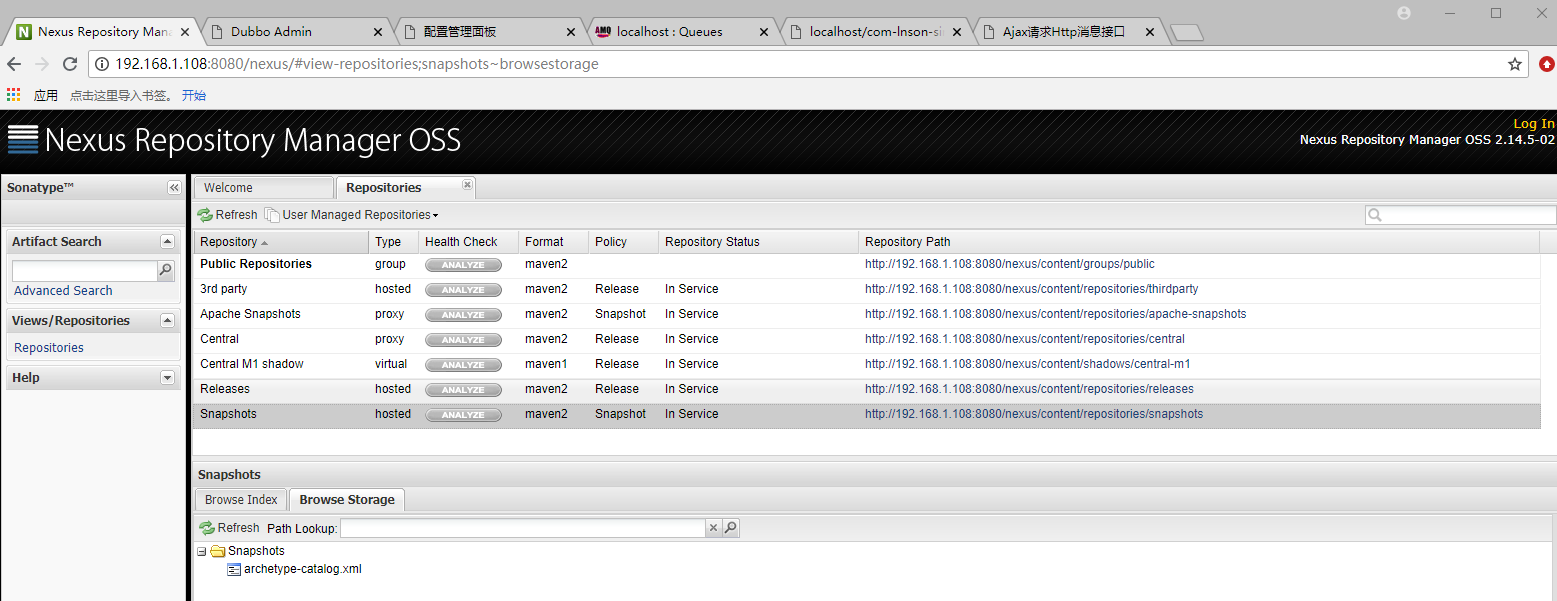 Nexus Repository Mana
Dubbo Admin
配置管理面板
AMQ
localhost : Queues
localhost/com-lnson-si
Ajax请求Http消息接口
192.168.1.108:8080/nexus/#view-repositories;snapshots~browsestorage
应用 点击这里导入书签。 开始
Nexus Repository Manager OSS
Log In
Nexus Repository Manager OSS 2.14.5-02
Sonatype™
Artifact Search
Advanced Search
Views/Repositories
Repositories
Help
Welcome Repositories
Refresh User Managed Repositories
Repository Type Health Check Format Policy Repository Status Repository Path
Public Repositories group ANALYZE maven2 http://192.168.1.108:8080/nexus/content/groups/public
3rd party hosted ANALYZE maven2 Release In Service http://192.168.1.108:8080/nexus/content/repositories/thirdparty
Apache Snapshots proxy ANALYZE maven2 Snapshot In Service http://192.168.1.108:8080/nexus/content/repositories/apache-snapshots
Central proxy ANALYZE maven2 Release In Service http://192.168.1.108:8080/nexus/content/repositories/central
Central M1 shadow virtual ANALYZE maven1 Release In Service http://192.168.1.108:8080/nexus/content/shadows/central-m1
Releases hosted ANALYZE maven2 Release In Service http://192.168.1.108:8080/nexus/content/repositories/releases
Snapshots hosted ANALYZE maven2 Snapshot In Service http://192.168.1.108:8080/nexus/content/repositories/snapshots
Snapshots
Browse Index Browse Storage
Refresh Path Lookup:
Snapshots
archetype-catalog.xml